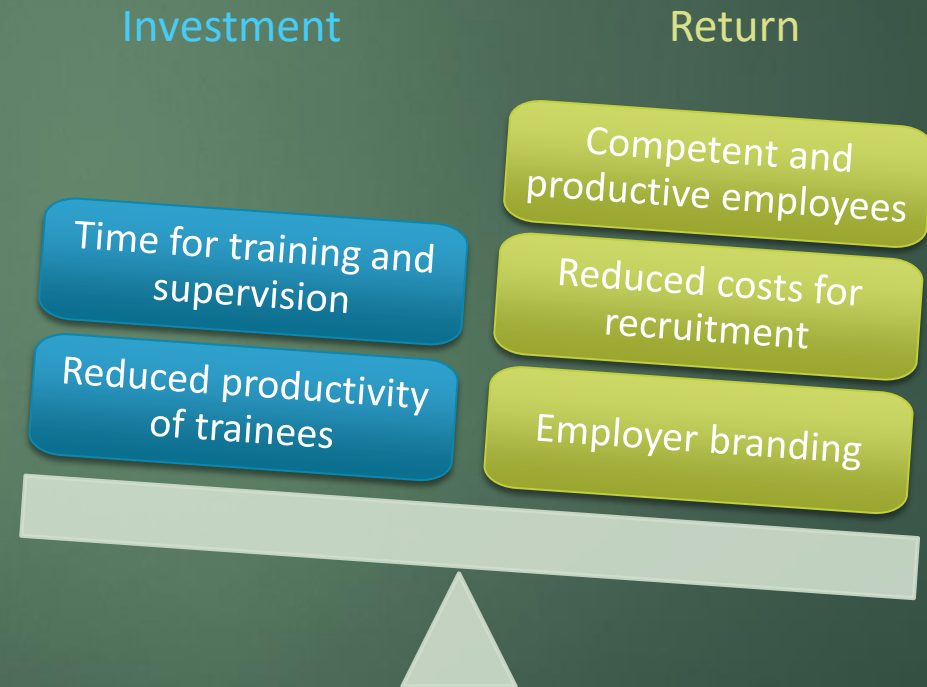 Investment
Return
Time for training and
supervision
Reduced productivity
of trainees
Competent and
productive employees
Reduced costs for
recruitment
Employer branding